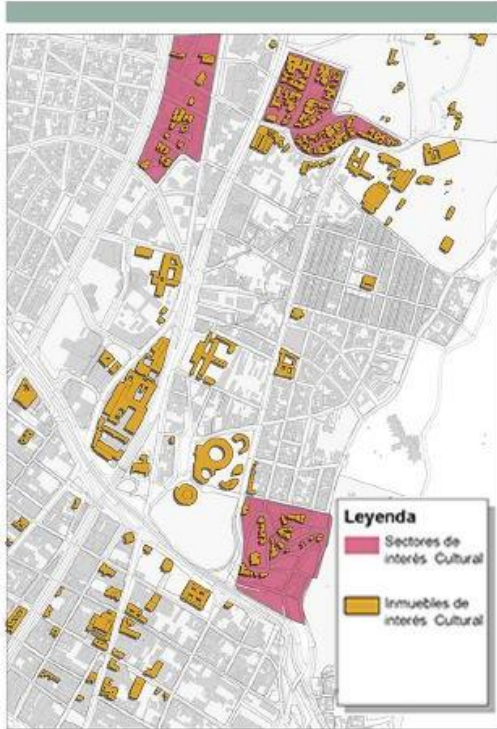 Leyenda
Sectores de
interés Cultural
Inmuebles de
interés Cultural